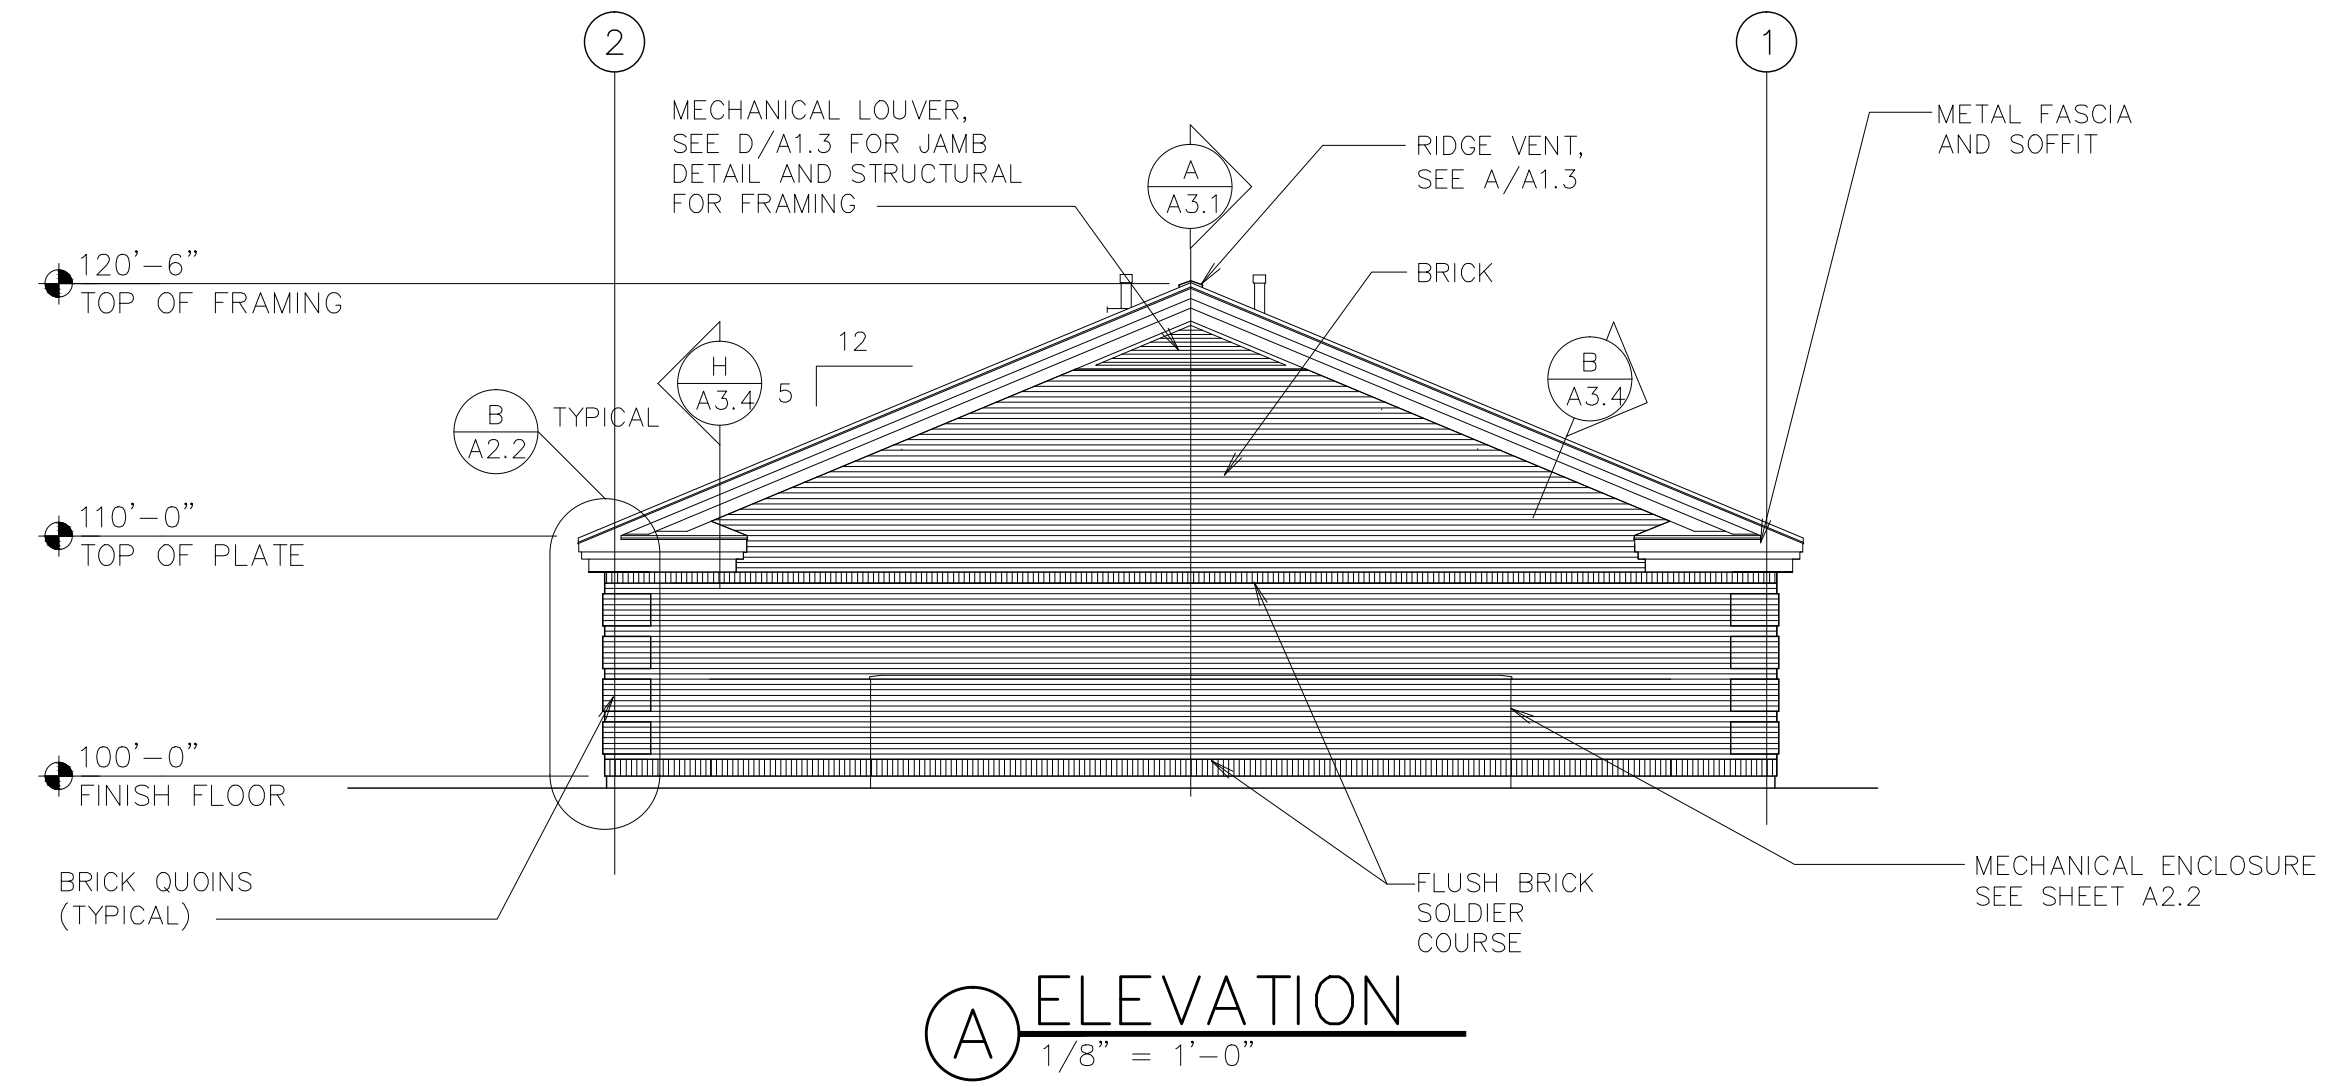 2
1
MECHANICAL LOUVER,
SEE D/A1.3 FOR JAMB
DETAIL AND STRUCTURAL
FOR FRAMING
A
A3.1
RIDGE VENT,
SEE A/A1.3
METAL FASCIA
AND SOFFIT
120'-6"
TOP OF FRAMING
BRICK
12
5
H
A3.4
B
A3.4
B
A2.2
TYPICAL
110'-0"
TOP OF PLATE
100'-0"
FINISH FLOOR
BRICK QUOINS
(TYPICAL)
FLUSH BRICK
SOLDIER
COURSE
MECHANICAL ENCLOSURE
SEE SHEET A2.2
A
ELEVATION
1/8" = 1'-0"